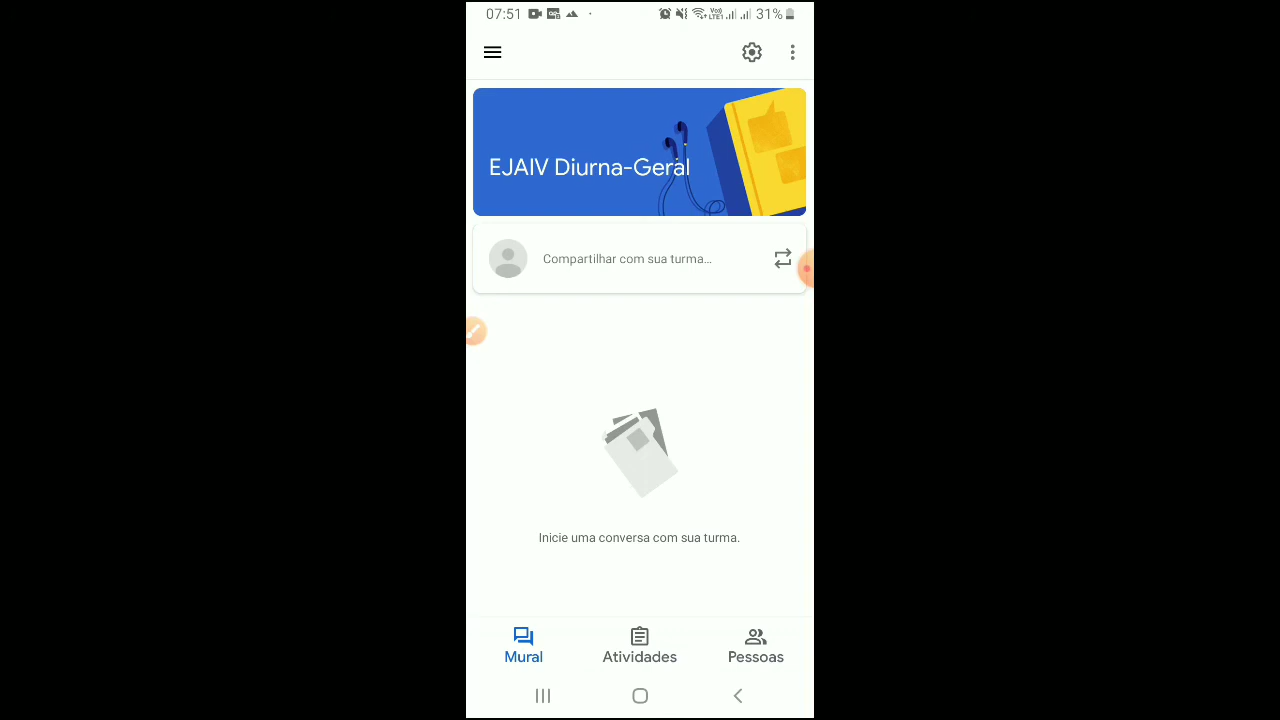 07:51
31%
EJAIV Diurna-Geral
Compartilhar com sua turma...
Inicie uma conversa com sua turma.
Mural
Atividades
Pessoas